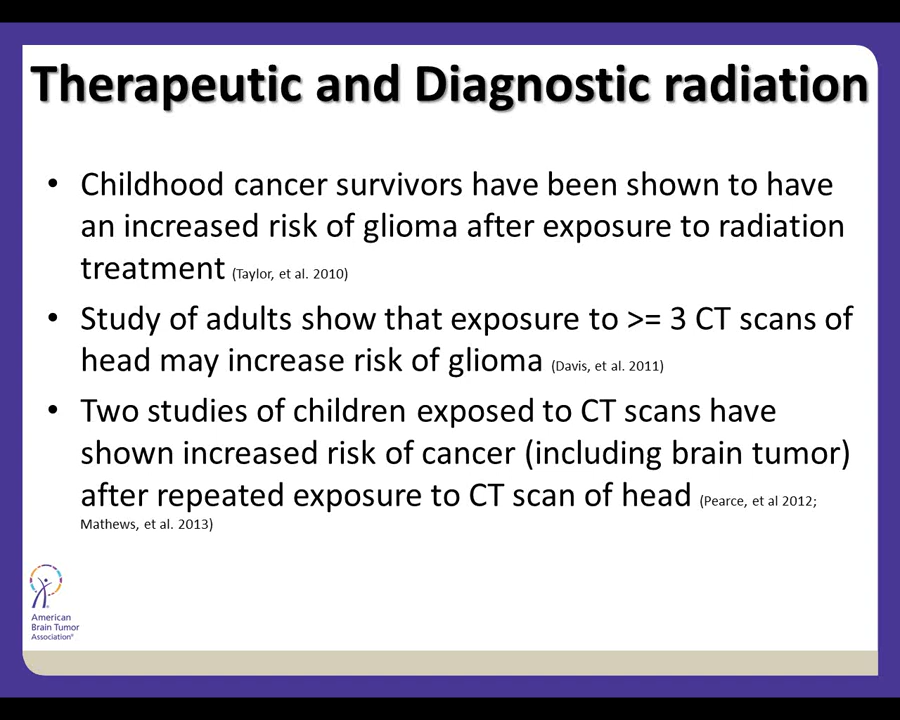 Therapeutic and Diagnostic radiation
• Childhood cancer survivors have been shown to have
an increased risk of glioma after exposure to radiation
treatment (Taylor, et al. 2010)
• Study of adults show that exposure to >= 3 CT scans of
head may increase risk of glioma (Davis, et al. 2011)
• Two studies of children exposed to CT scans have
shown increased risk of cancer (including brain tumor)
after repeated exposure to CT scan of head (Pearce, et al 2012;
Mathews, et al. 2013)
American
Brain Tumor
Association®